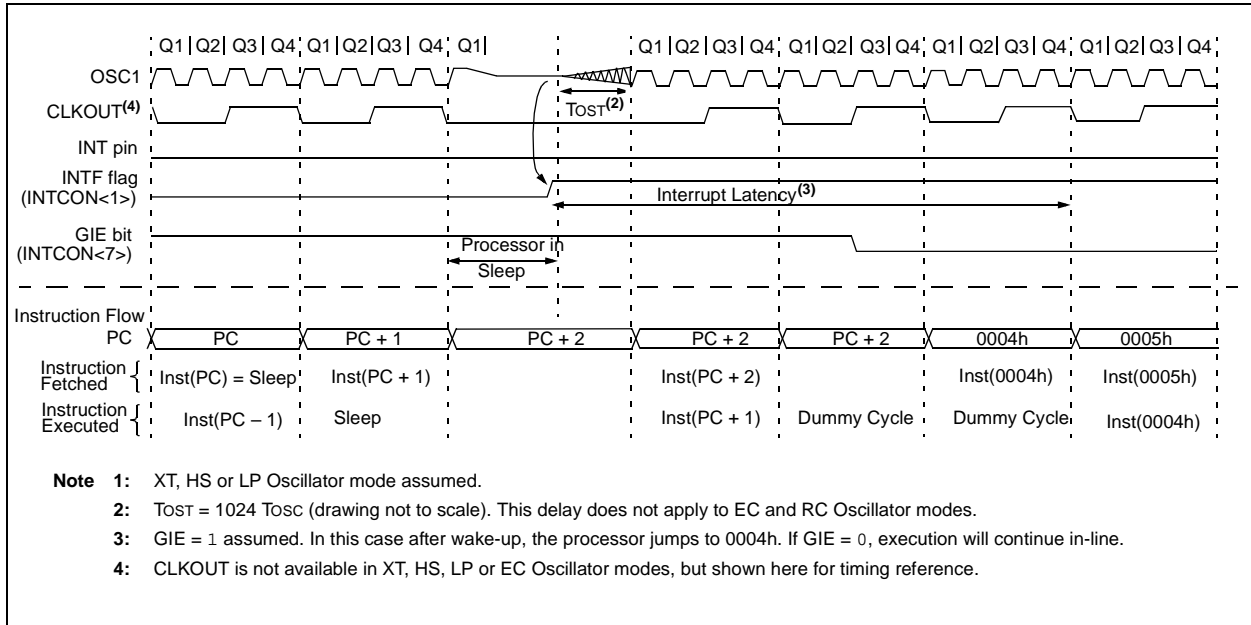 Q1 Q2 Q3 Q4 Q1 Q2 Q3 Q4 Q1 Q1 Q2 Q3 Q4 Q1 Q2 Q3 Q4 Q1 Q2 Q3 Q4 Q1 Q2 Q3 Q4
OSC1
TOST(2)
CLKOUT(4)
INT pin
INTF flag
(INTCON<1>)
Interrupt Latency(3)
GIE bit
(INTCON<7>)
Processor in
Sleep
Instruction Flow
PC PC PC + 1 PC + 2 PC + 2 PC + 2 0004h 0005h
Instruction
Fetched
Inst(PC) = Sleep Inst(PC + 1) Inst(PC + 2) Inst(0004h) Inst(0005h)
Instruction
Executed
Inst(PC – 1) Sleep Inst(PC + 1) Dummy Cycle Dummy Cycle Inst(0004h)
Note 1: XT, HS or LP Oscillator mode assumed.
2: TOST = 1024 TOSC (drawing not to scale). This delay does not apply to EC and RC Oscillator modes.
3: GIE = 1 assumed. In this case after wake-up, the processor jumps to 0004h. If GIE = 0, execution will continue in-line.
4: CLKOUT is not available in XT, HS, LP or EC Oscillator modes, but shown here for timing reference.